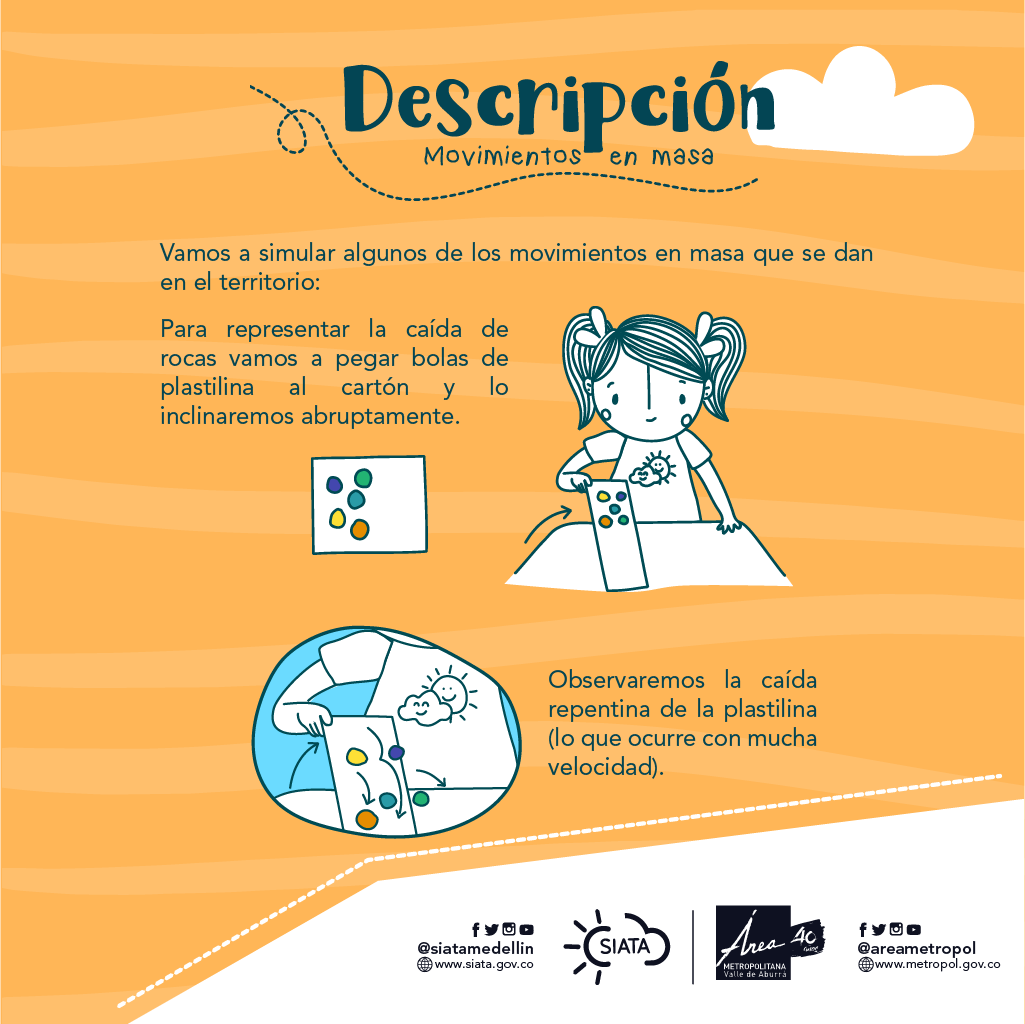 Descripción
Movimientos en masa
Vamos a simular algunos de los movimientos en masa que se dan
en el territorio:
Para representar la caída de
rocas vamos a pegar bolas de
plastilina al cartón y lo
inclinaremos abruptamente.
Observaremos la caída
repentina de la plastilina
(lo que ocurre con mucha
velocidad).
@siatamedellin
www.siata.gov.co
SIATA
Área
METROPOLITANA
Valle de Aburrá
40
@areametropol
www.metropol.gov.co